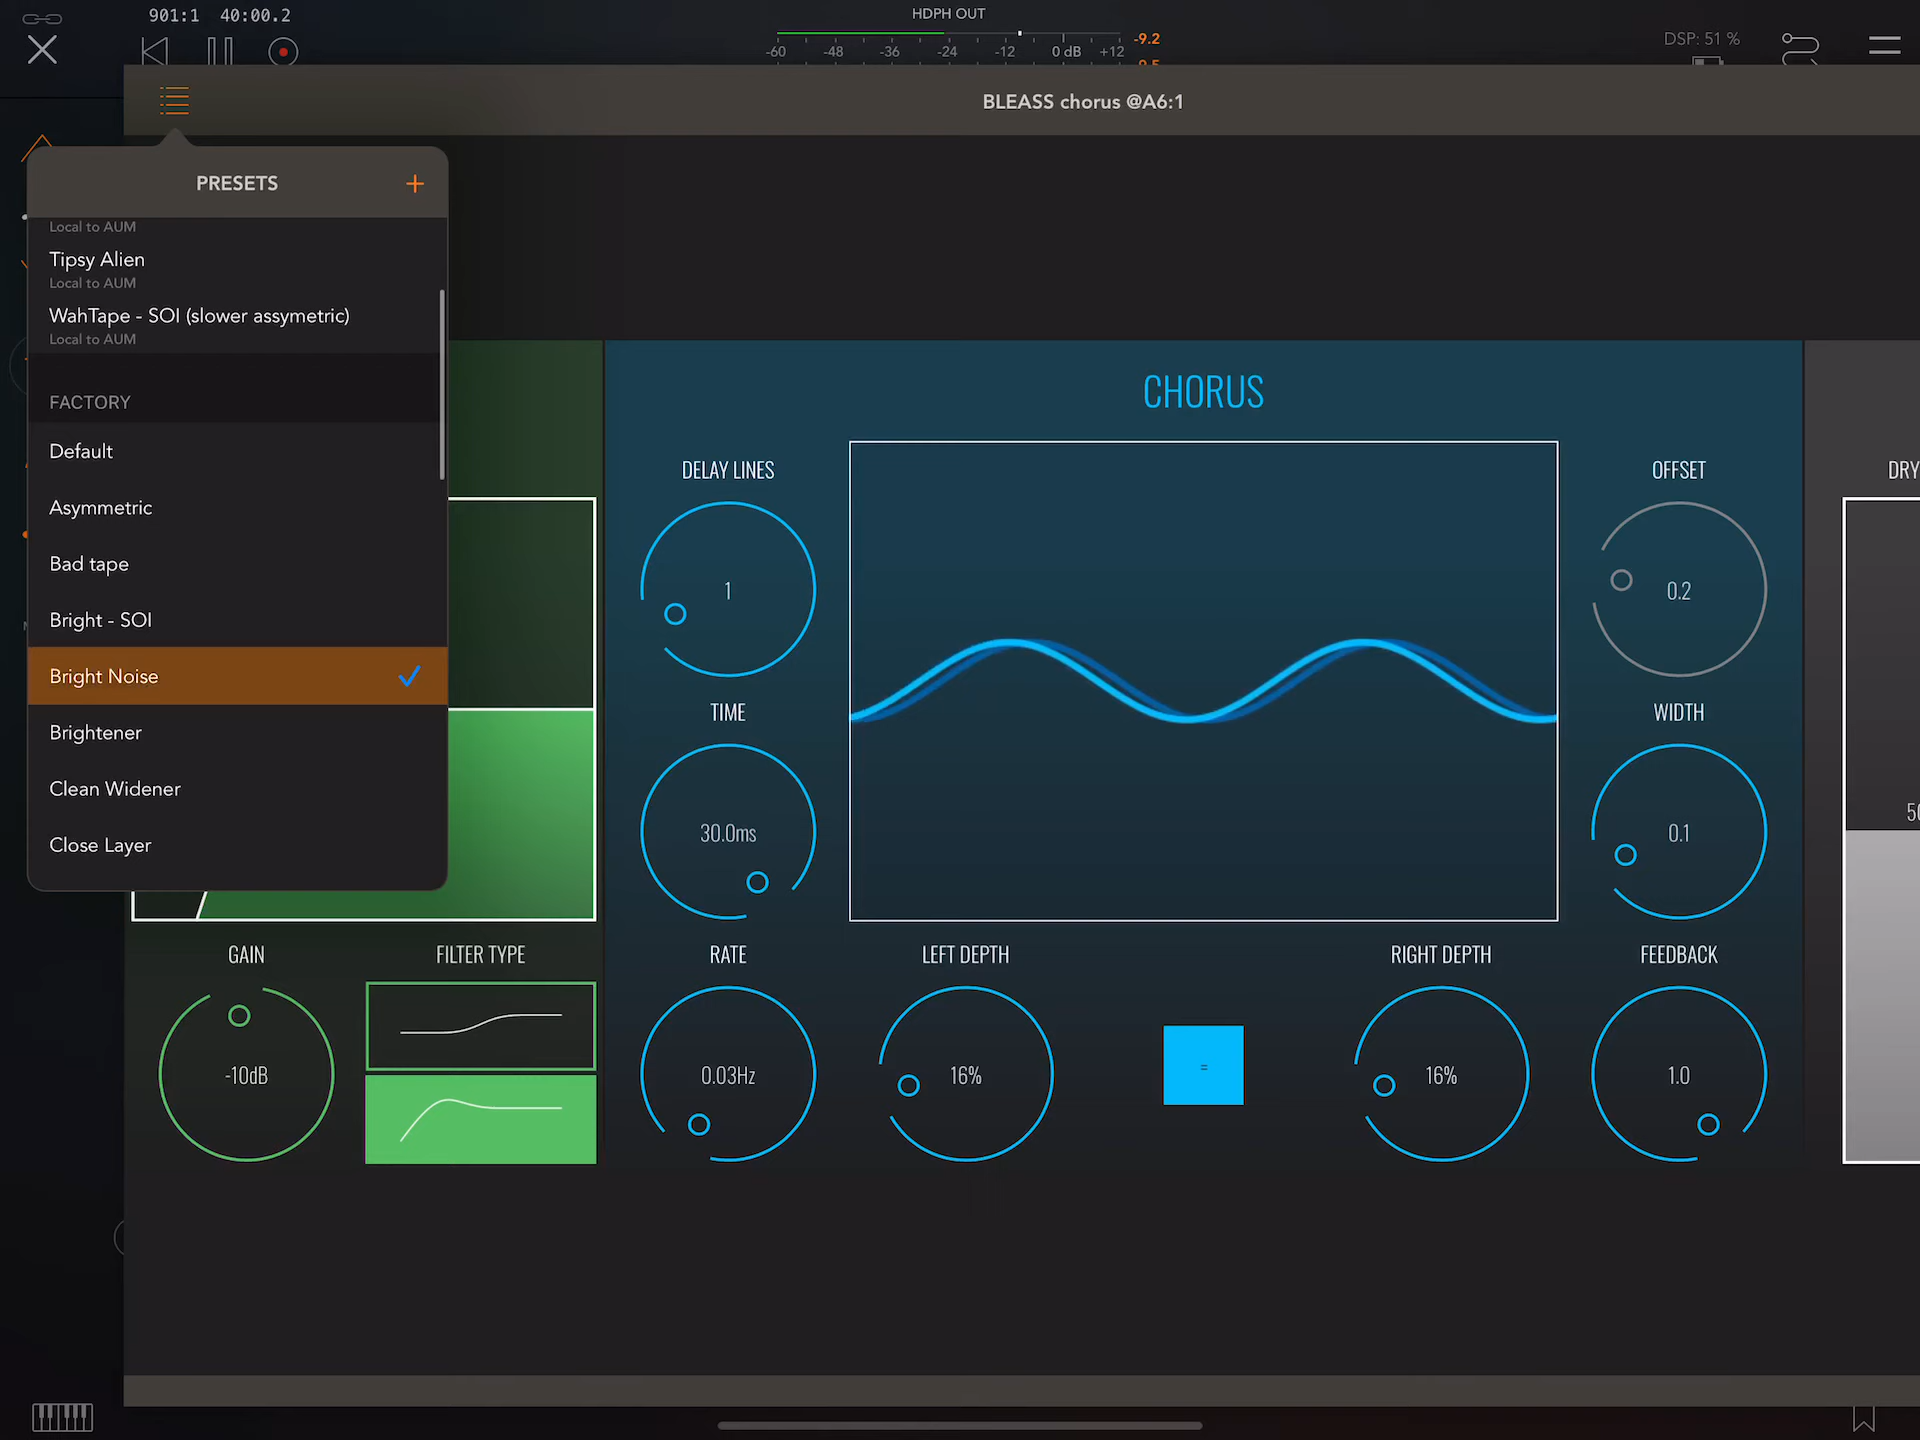 901:1 40:00.2
HDPH OUT
-60 -48 -36 -24 -12 0 dB +12
-9.2
DSP: 51 %
BLEASS chorus @A6:1
PRESETS +
Local to AUM
Tipsy Alien
Local to AUM
WahTape - SOI (slower assymetric)
Local to AUM
FACTORY
Default
Asymmetric
Bad tape
Bright - SOI
Bright Noise
Brightener
Clean Widener
Close Layer
GAIN
-10dB
FILTER TYPE
CHORUS
DELAY LINES
1
OFFSET
0.2
TIME
30.0ms
WIDTH
0.1
RATE
0.03Hz
LEFT DEPTH
16%
=
RIGHT DEPTH
16%
FEEDBACK
1.0
DRY